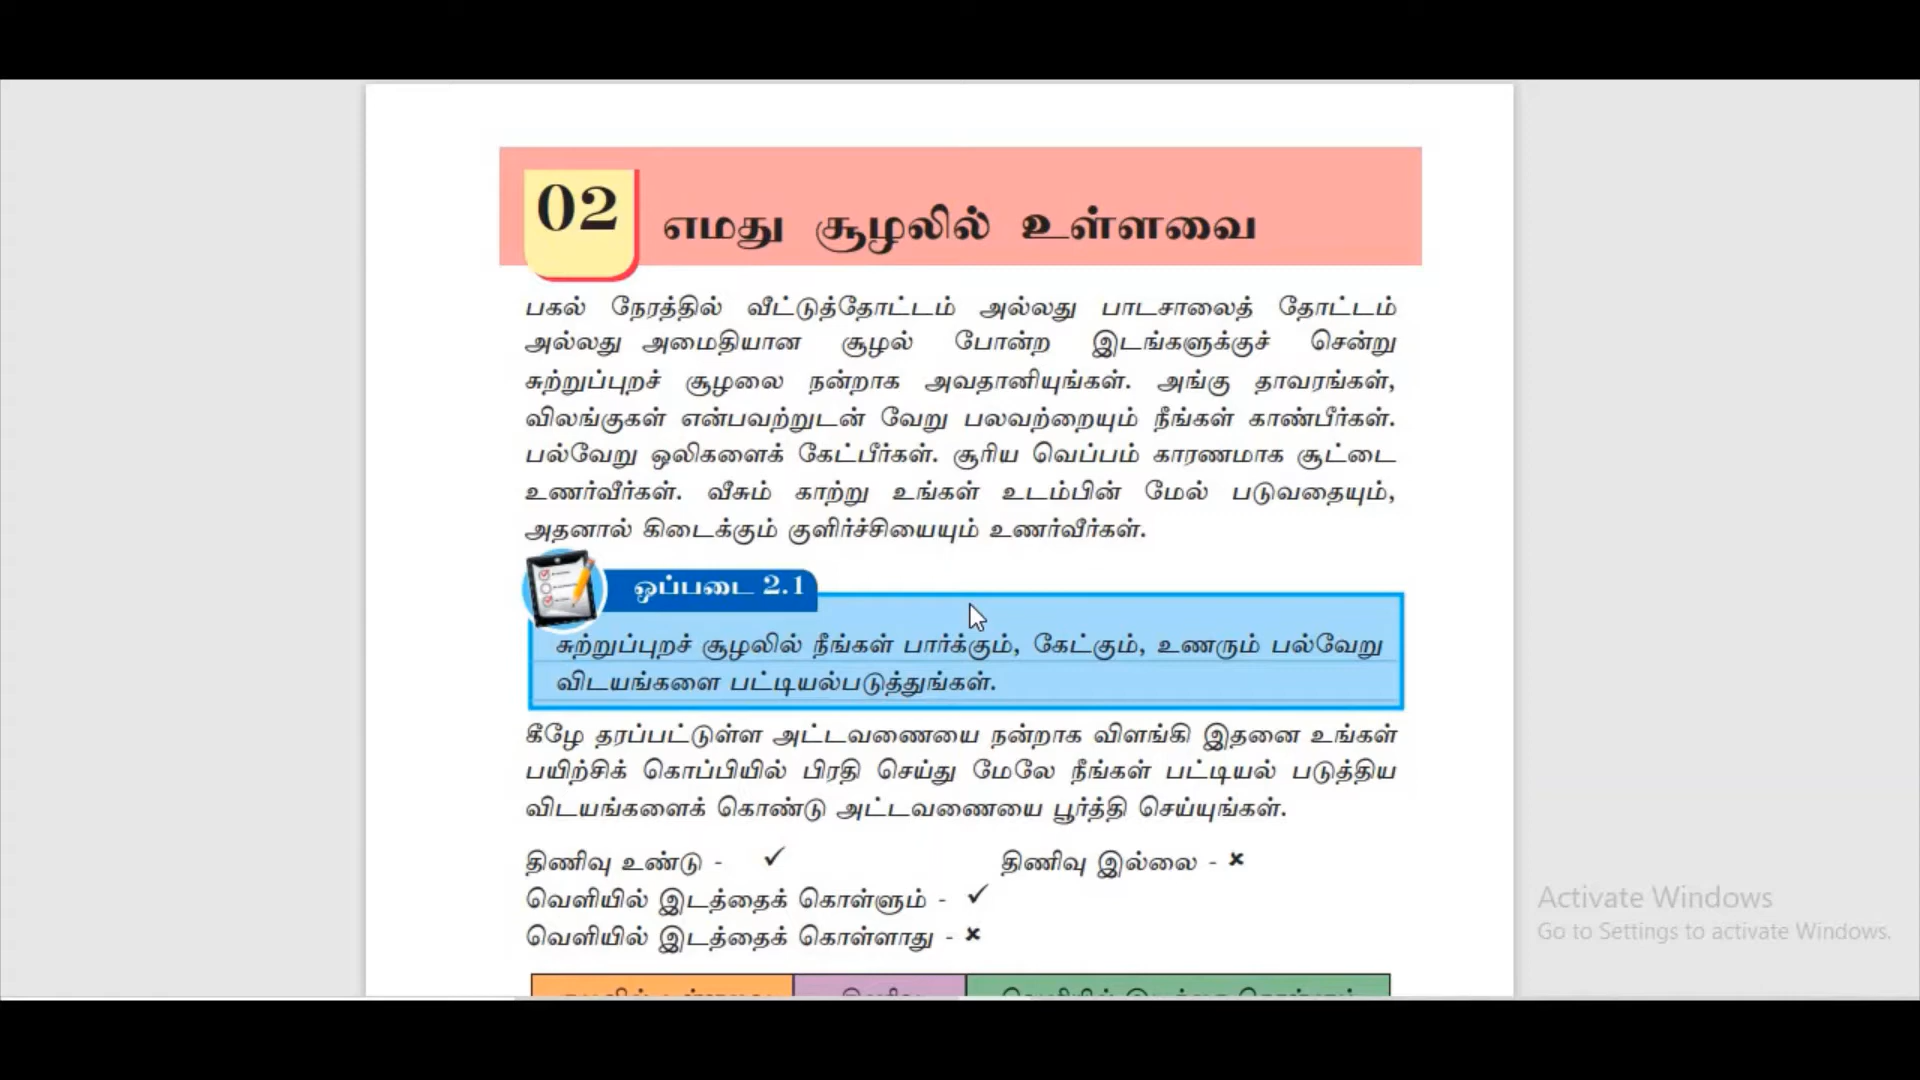 02
எமது சூழலில் உள்ளவை
பகல் நேரத்தில் வீட்டுத்தோட்டம் அல்லது பாடசாலைத் தோட்டம்
அல்லது அமைதியான சூழல் போன்ற இடங்களுக்குச் சென்று
சுற்றுப்புறச் சூழலை நன்றாக அவதானியுங்கள். அங்கு தாவரங்கள்,
விலங்குகள் என்பவற்றுடன் வேறு பலவற்றையும் நீங்கள் காண்பீர்கள்.
பல்வேறு ஒலிகளைக் கேட்பீர்கள். சூரிய வெப்பம் காரணமாக சூட்டை
உணர்வீர்கள். வீசும் காற்று உங்கள் உடம்பின் மேல் படுவதையும்,
அதனால் கிடைக்கும் குளிர்ச்சியையும் உணர்வீர்கள்.
ஒப்படை 2.1
சுற்றுப்புறச் சூழலில் நீங்கள் பார்க்கும், கேட்கும், உணரும் பல்வேறு
விடயங்களை பட்டியல்படுத்துங்கள்.
கீழே தரப்பட்டுள்ள அட்டவணையை நன்றாக விளங்கி இதனை உங்கள்
பயிற்சிக் கொப்பியில் பிரதி செய்து மேலே நீங்கள் பட்டியல் படுத்திய
விடயங்களைக் கொண்டு அட்டவணையை பூர்த்தி செய்யுங்கள்.
திணிவு உண்டு - ✓ திணிவு இல்லை - ×
வெளியில் இடத்தைக் கொள்ளும் - ✓
வெளியில் இடத்தைக் கொள்ளாது - ×
Activate Windows
Go to Settings to activate Windows.